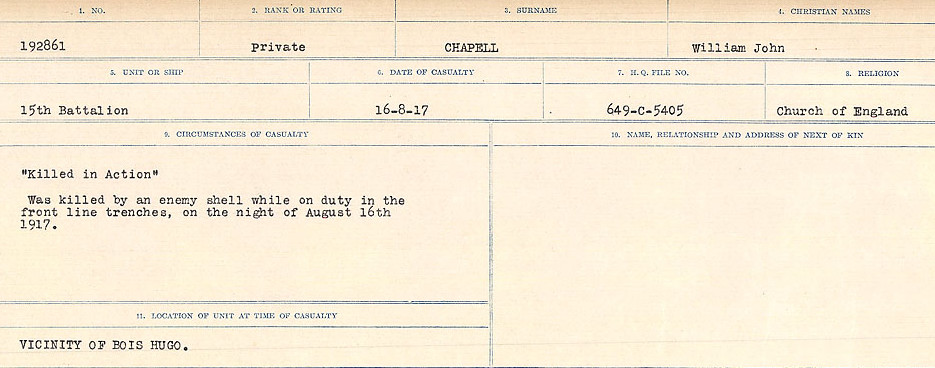 1. NO.
2. RANK OR RATING
3. SURNAME
4. CHRISTIAN NAMES
192861
Private
CHAPELL
William John
5. UNIT OR SHIP
6. DATE OF CASUALTY
7. H.Q. FILE NO.
8. RELIGION
15th Battalion
16-8-17
649-C-5405
Church of England
9. CIRCUMSTANCES OF CASUALTY
10. NAME, RELATIONSHIP AND ADDRESS OF NEXT OF KIN
"Killed in Action"
Was killed by an enemy shell while on duty in the
front line trenches, on the night of August 16th
1917.
11. LOCATION OF UNIT AT TIME OF CASUALTY
VICINITY OF BOIS HUGO.